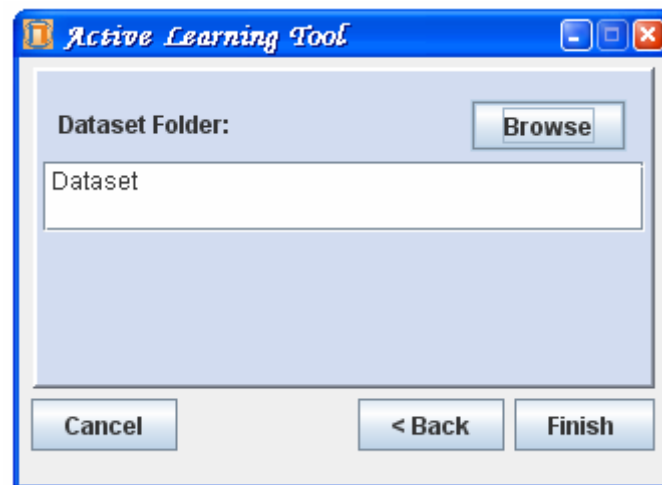 Active Learning Tool
Dataset Folder:
Browse
Dataset
Cancel
< Back
Finish